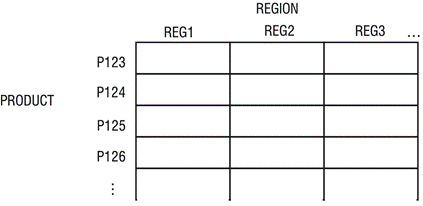 REGION
REG1 REG2 REG3 ...
P123
P124
PRODUCT
P125
P126
⋮